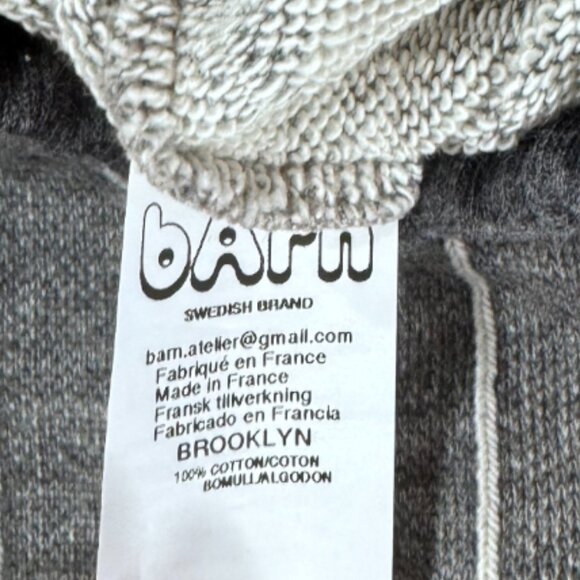 bARn
SWEDISH BRAND
barn.atelier@gmail.com
Fabriqué en France
Made in France
Fransk tillverkning
Fabricado en Francia
BROOKLYN
100% COTTON/COTON
BOMULL/ALGODON